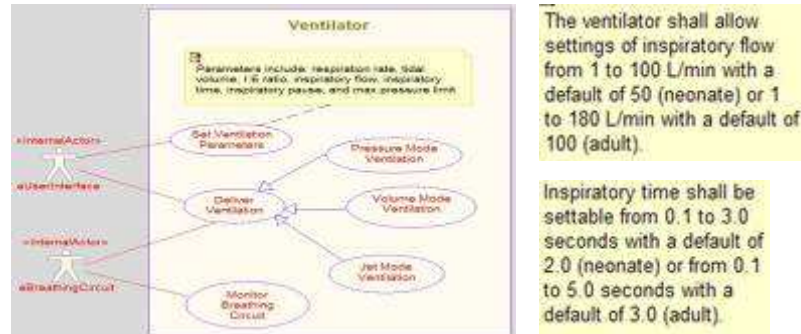 Ventilator
Parameters include: respiration rate, tidal
volume, I:E ratio, inspiratory flow, inspiratory
time, inspiratory pause, and max pressure limit
«InternalActor»
aUserInterface
Set Ventilation
Parameters
Pressure Mode
Ventilation
Deliver
Ventilation
Volume Mode
Ventilation
«InternalActor»
aBreathingCircuit
Jet Mode
Ventilation
Monitor
Breathing
Circuit
The ventilator shall allow
settings of inspiratory flow
from 1 to 100 L/min with a
default of 50 (neonate) or 1
to 180 L/min with a default of
100 (adult).
Inspiratory time shall be
settable from 0.1 to 3.0
seconds with a default of
2.0 (neonate) or from 0.1
to 5.0 seconds with a
default of 3.0 (adult).